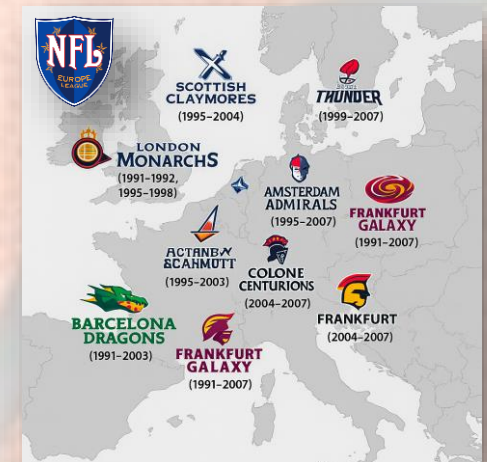 NFL
EUROPE
LEAGUE
SCOTTISH
CLAYMORES
(1995–2004)
THUNDER
(1999–2007)
LONDON
MONARCHS
(1991–1992,
1995–1998)
AMSTERDAM
ADMIRALS
(1995–2007)
FRANKFURT
GALAXY
(1991–2007)
(1995–2003)
COLONE
CENTURIONS
(2004–2007)
BARCELONA
DRAGONS
(1991–2003)
FRANKFURT
(2004–2007)
FRANKFURT
GALAXY
(1991–2007)